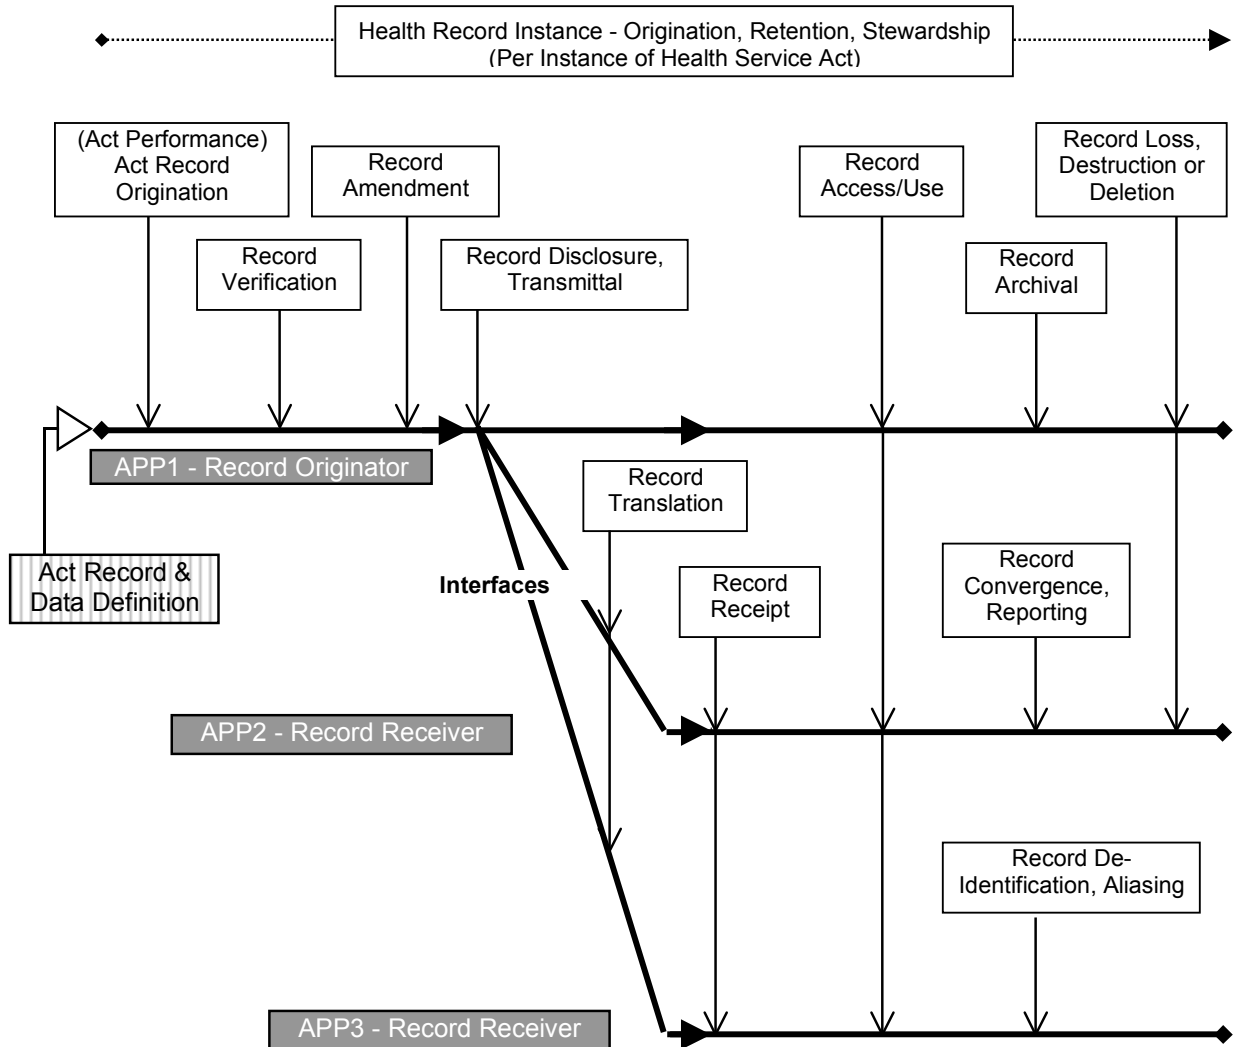 Health Record Instance - Origination, Retention, Stewardship
(Per Instance of Health Service Act)
(Act Performance)
Act Record
Origination
Record
Verification
Record
Amendment
Record Disclosure,
Transmittal
Record
Access/Use
Record
Archival
Record Loss,
Destruction or
Deletion
APP1 - Record Originator
Act Record &
Data Definition
Record
Translation
Interfaces
Record
Receipt
Record
Convergence,
Reporting
APP2 - Record Receiver
Record De-
Identification, Aliasing
APP3 - Record Receiver